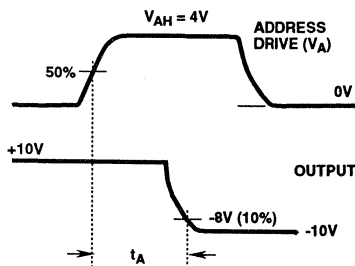 V_AH = 4V
ADDRESS
DRIVE (V_A)
50%
0V
+10V
OUTPUT
-8V (10%)
-10V
t_A